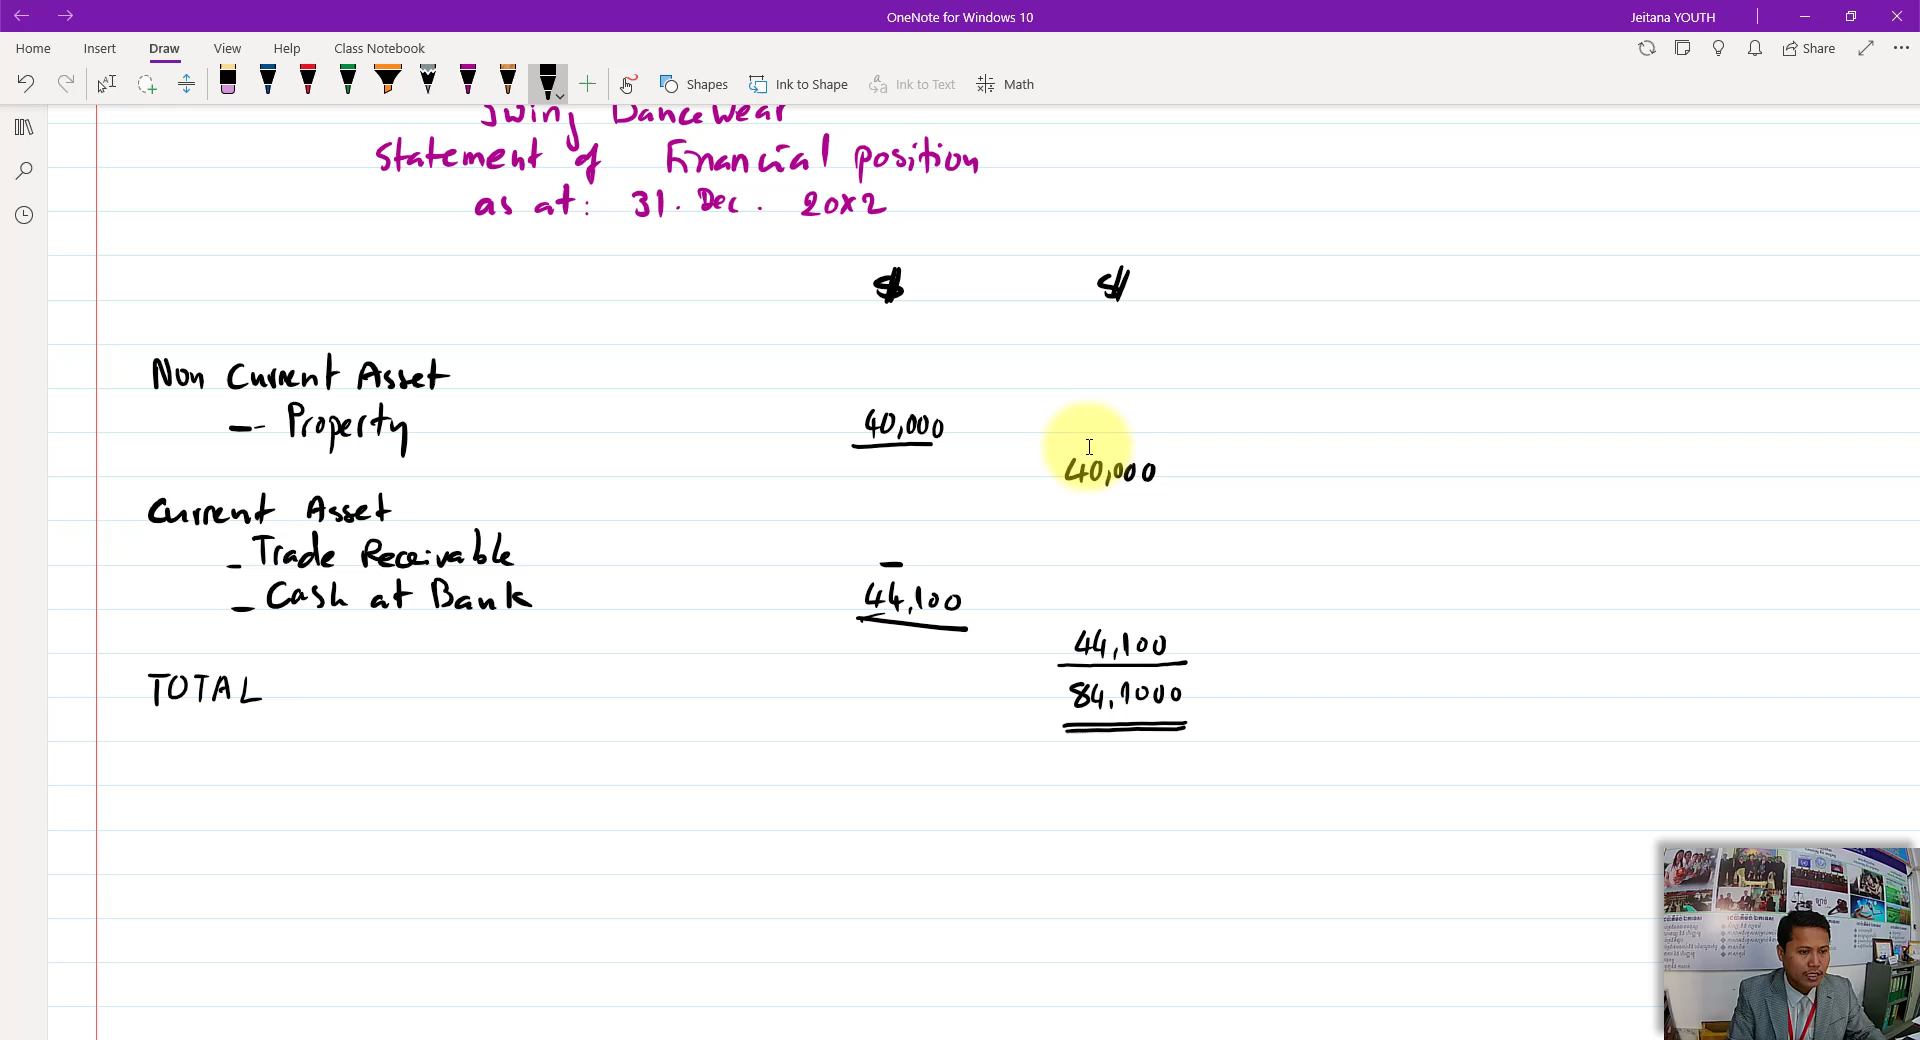 OneNote for Windows 10
Jeitana YOUTH
Home Insert Draw View Help Class Notebook
Share
Shapes Ink to Shape Ink to Text Math
Swing DanceWear
Statement of Financial position
as at: 31. Dec. 20x2
$ $
Non Current Asset
- Property 40,000
40,000
Current Asset
- Trade Receivable -
- Cash at Bank 44,100
44,100
TOTAL 84,1000